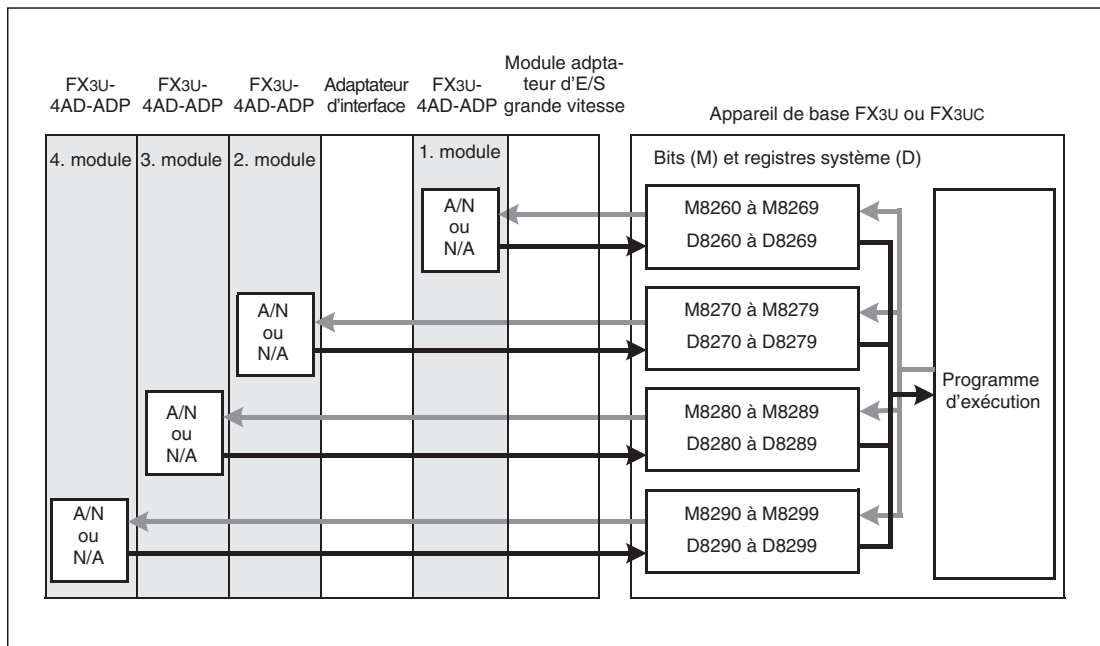 FX3U-
4AD-ADP
FX3U-
4AD-ADP
FX3U-
4AD-ADP
Adaptateur
d'interface
FX3U-
4AD-ADP
Module adpta-
teur d'E/S
grande vitesse
Appareil de base FX3U ou FX3UC
4. module
3. module
2. module
1. module
Bits (M) et registres système (D)
A/N
ou
N/A
M8260 à M8269
D8260 à D8269
A/N
ou
N/A
M8270 à M8279
D8270 à D8279
A/N
ou
N/A
M8280 à M8289
D8280 à D8289
A/N
ou
N/A
M8290 à M8299
D8290 à D8299
Programme
d'exécution